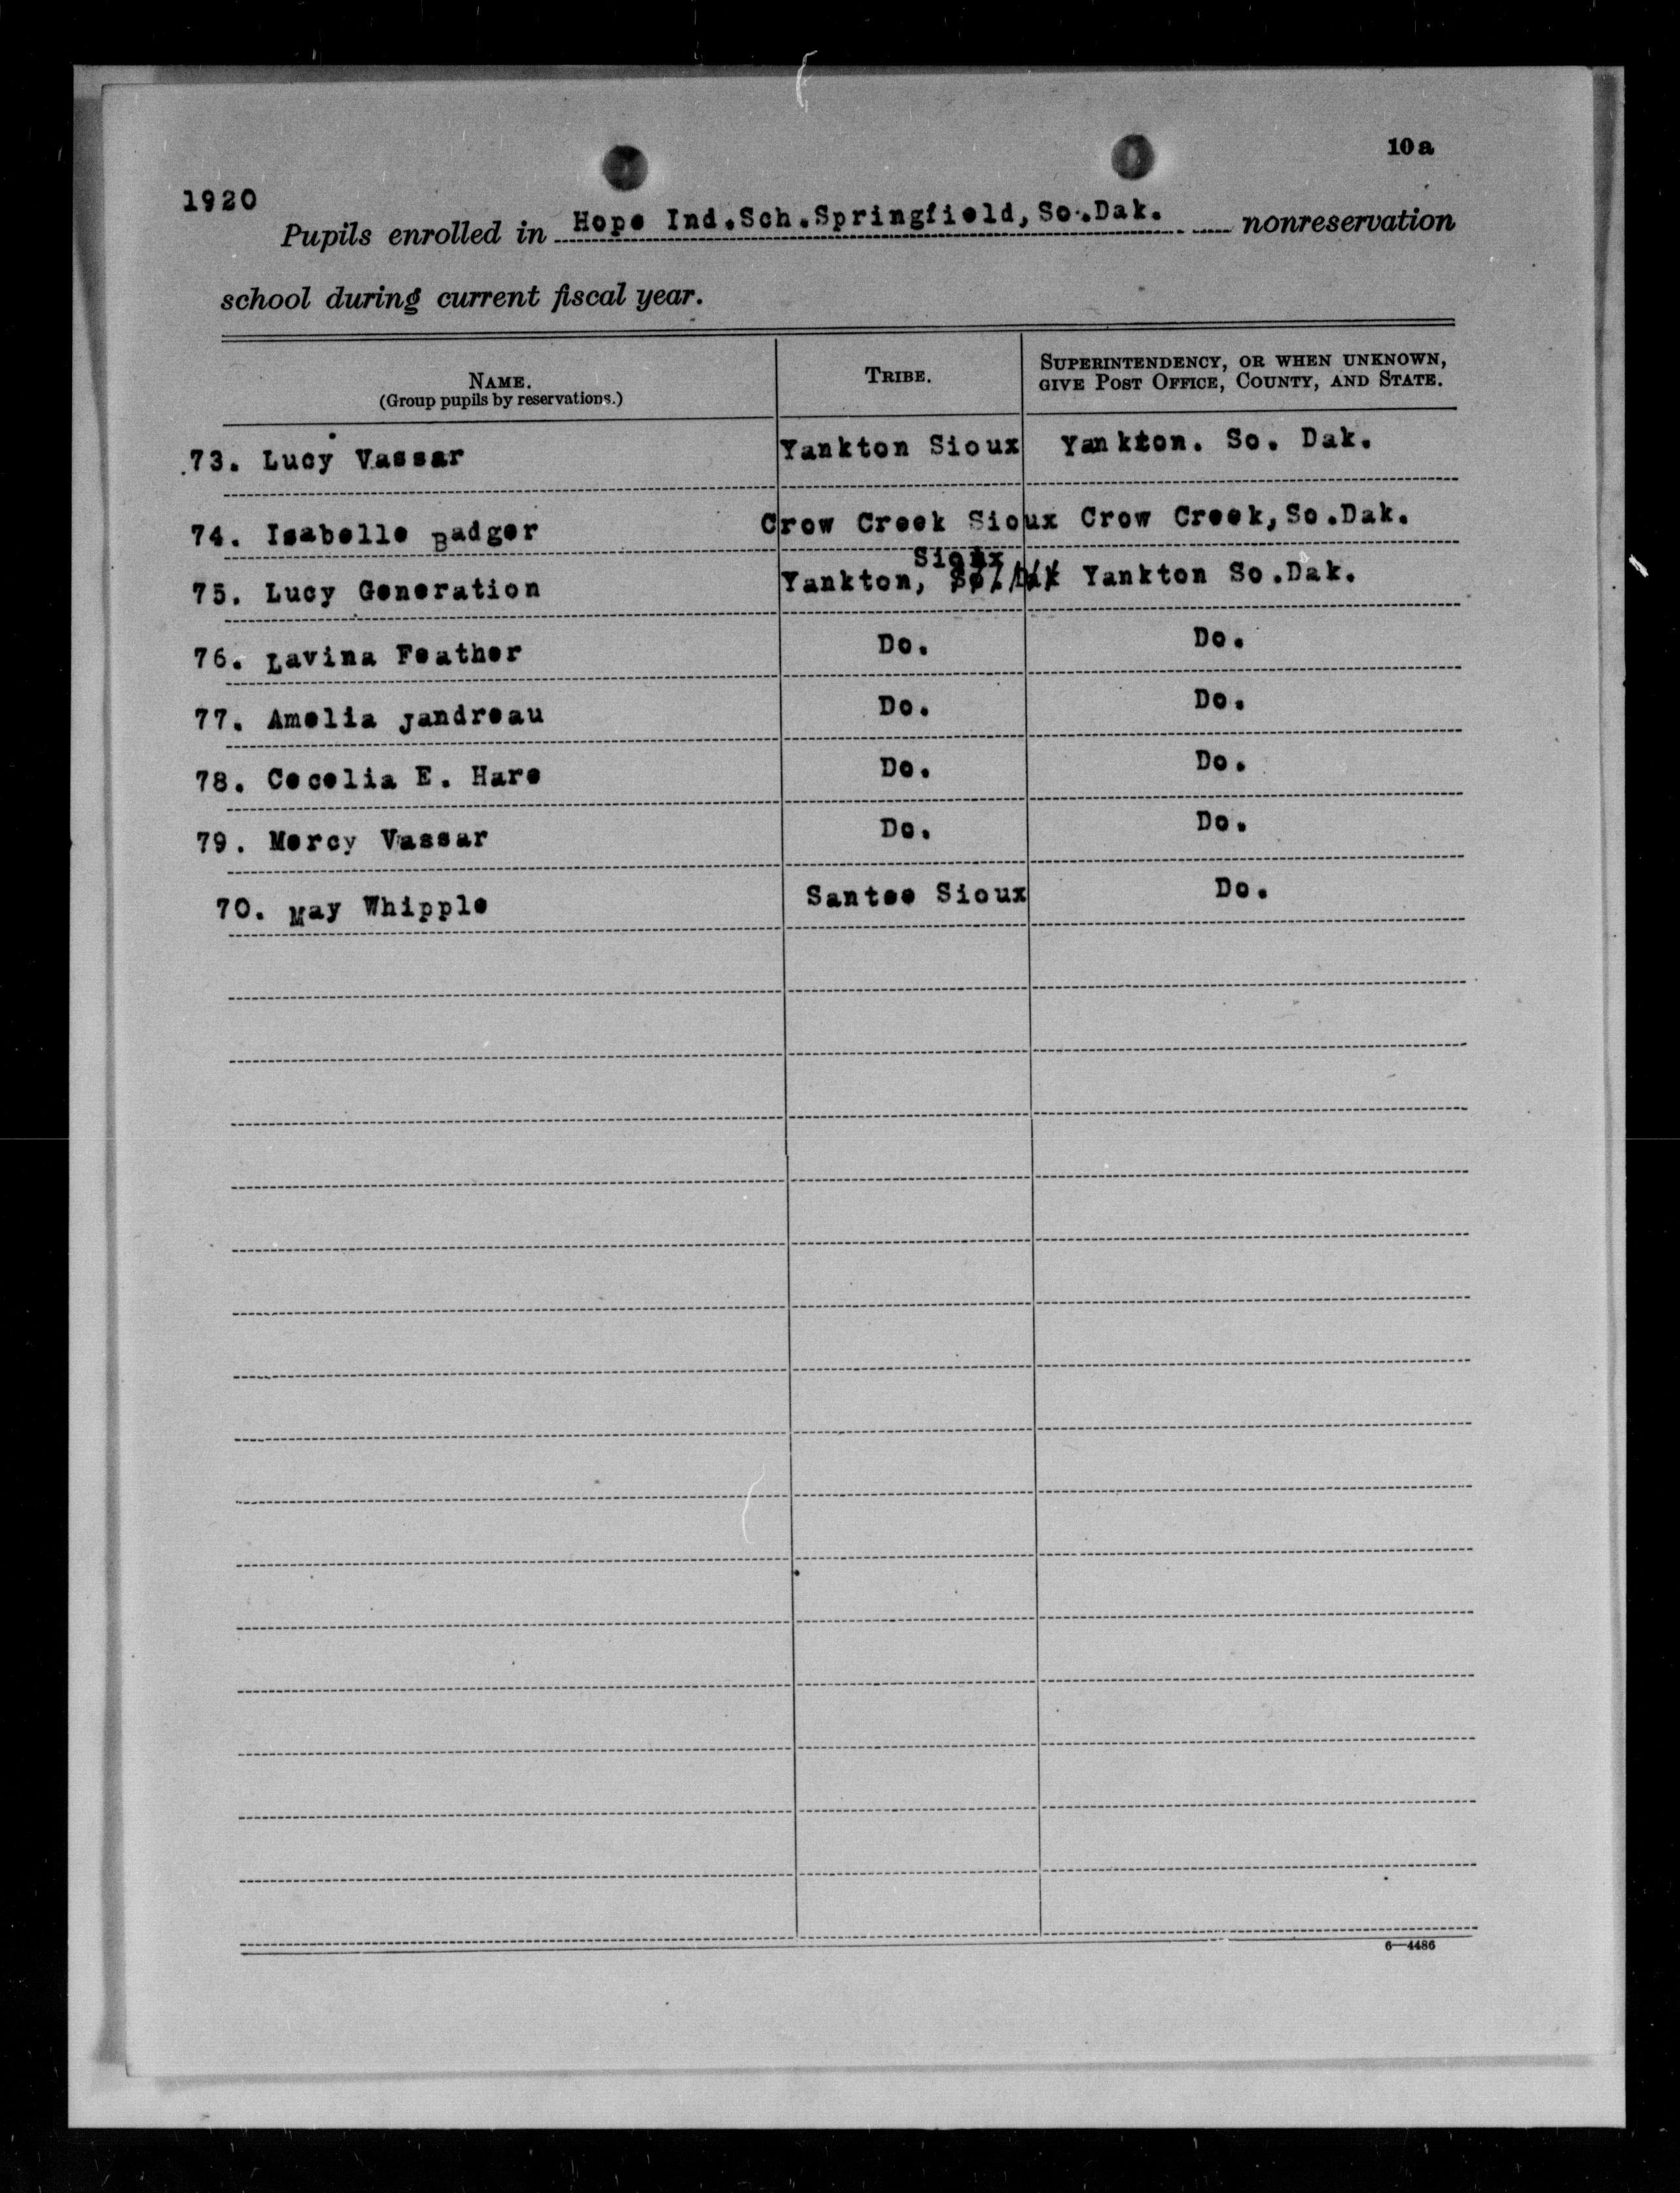 10a
1920
Pupils enrolled in Hope Ind.Sch.Springfield,So.Dak. nonreservation
school during current fiscal year.
NAME. TRIBE. SUPERINTENDENCY, OR WHEN UNKNOWN,
(Group pupils by reservations.) GIVE POST OFFICE, COUNTY, AND STATE.
73. Lucy Vassar Yankton Sioux Yankton. So. Dak.
74. Isabelle Badger Crow Creek Sioux Crow Creek,So.Dak.
Sioux
75. Lucy Generation Yankton, So. Dak Yankton So.Dak.
76. Lavina Feather Do. Do.
77. Amelia Jandreau Do. Do.
78. Cecelia E. Hare Do. Do.
79. Mercy Vassar Do. Do.
70. May Whipple Santee Sioux Do.
6—4486